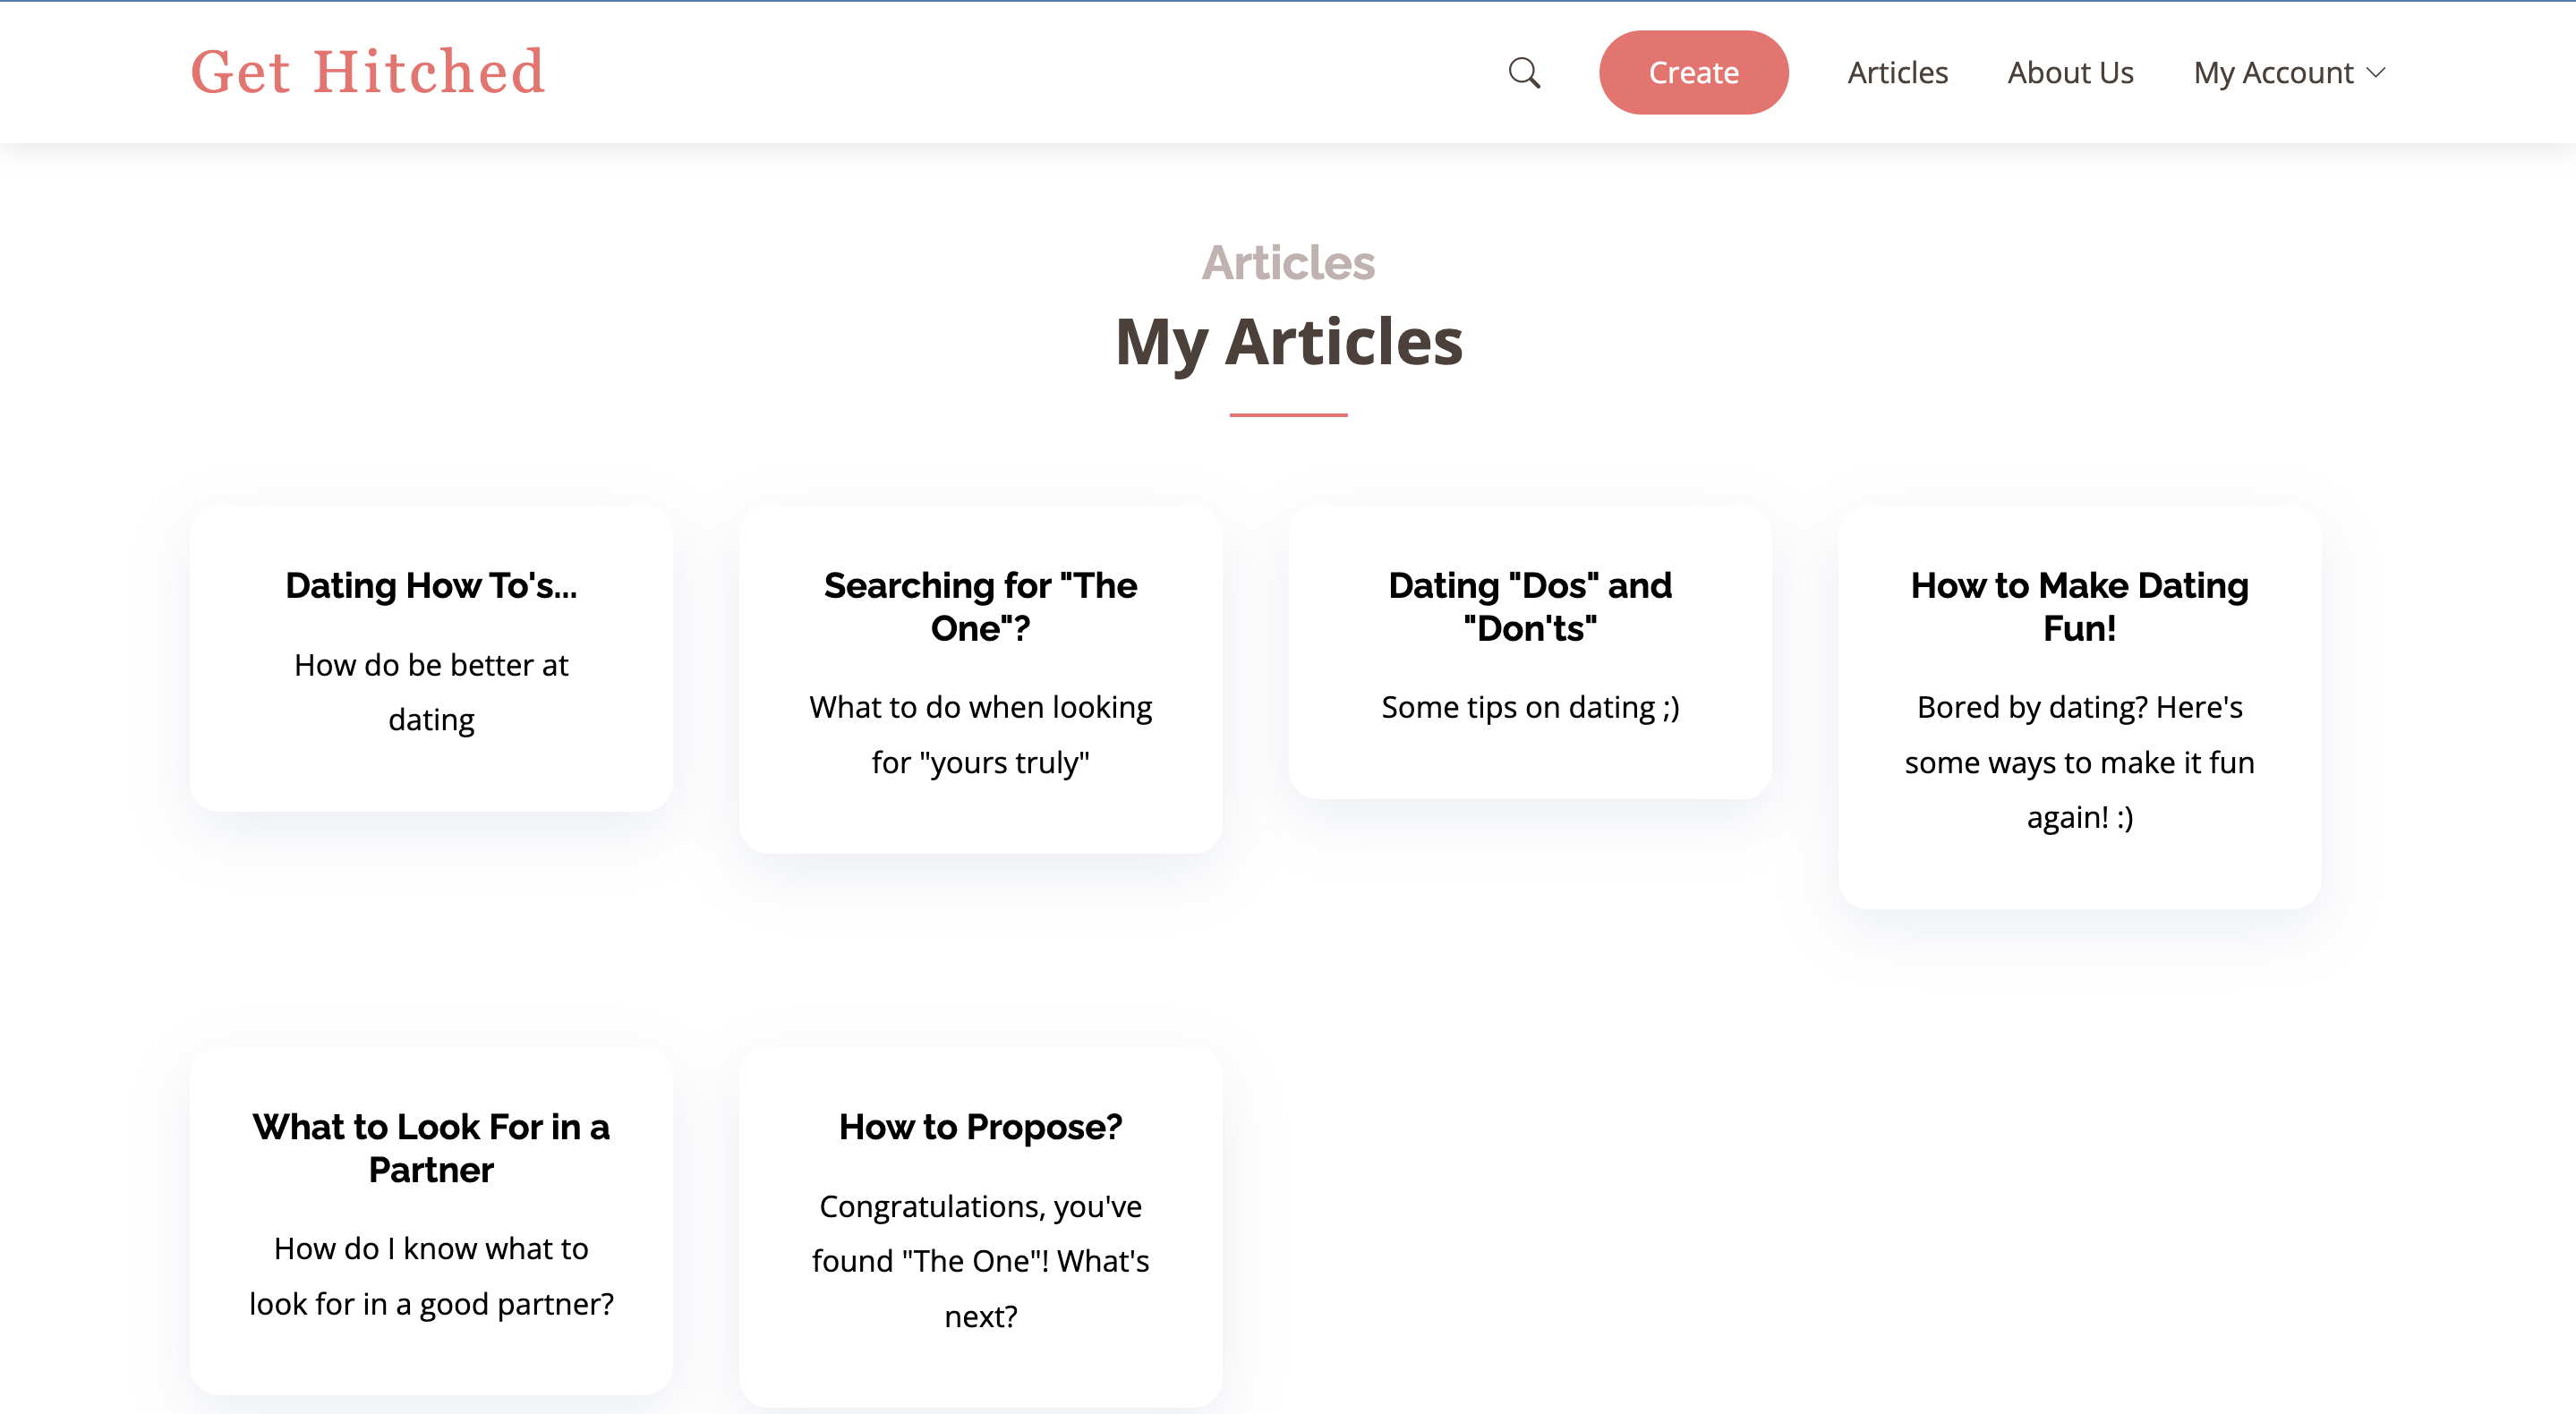 Get Hitched
Create
Articles
About Us
My Account
Articles
My Articles
Dating How To's...
How do be better at
dating
Searching for "The
One"?
What to do when looking
for "yours truly"
Dating "Dos" and
"Don'ts"
Some tips on dating ;)
How to Make Dating
Fun!
Bored by dating? Here's
some ways to make it fun
again! :)
What to Look For in a
Partner
How do I know what to
look for in a good partner?
How to Propose?
Congratulations, you've
found "The One"! What's
next?